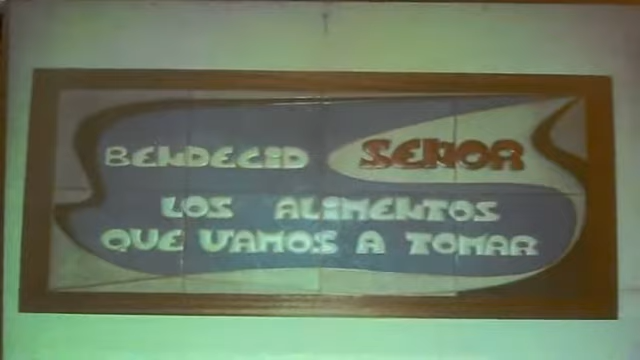 BENDECID SEÑOR
LOS ALIMENTOS
QUE VAMOS A TOMAR